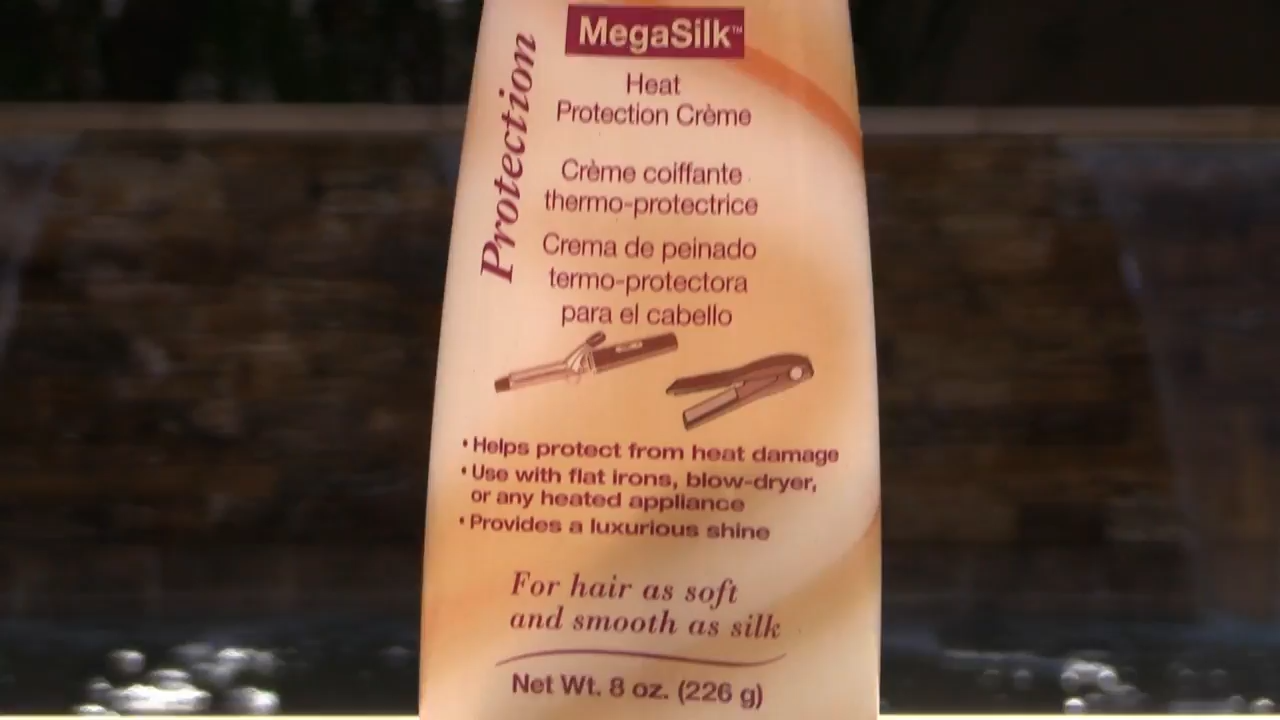 MegaSilk™
Protection
Heat
Protection Crème
Crème coiffante
thermo-protectrice
Crema de peinado
termo-protectora
para el cabello
• Helps protect from heat damage
• Use with flat irons, blow-dryer,
or any heated appliance
• Provides a luxurious shine
For hair as soft
and smooth as silk
Net Wt. 8 oz. (226 g)